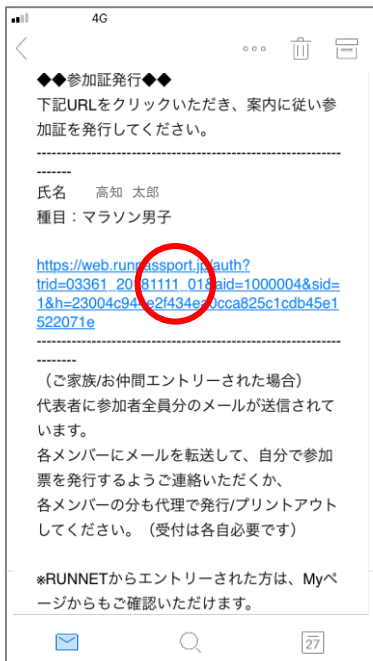 4G
◆◆参加証発行◆◆
下記URLをクリックいただき、案内に従い参
加証を発行してください。
---------------------------------------------------------------
-------
氏名　高知 太郎
種目：マラソン男子
https://web.runpassport.jp/auth?
trid=03361_20181111_01&aid=1000004&sid=
1&h=23004c944e2f434ea0cca825c1cdb45e1
522071e
---------------------------------------------------------------
--------
（ご家族/お仲間エントリーされた場合）
代表者に参加者全員分のメールが送信されて
います。
各メンバーにメールを転送して、自分で参加
票を発行するようご連絡いただくか、
各メンバーの分も代理で発行/プリントアウト
してください。（受付は各自必要です）
※RUNNETからエントリーされた方は、Myペ
ージからもご確認いただけます。
27